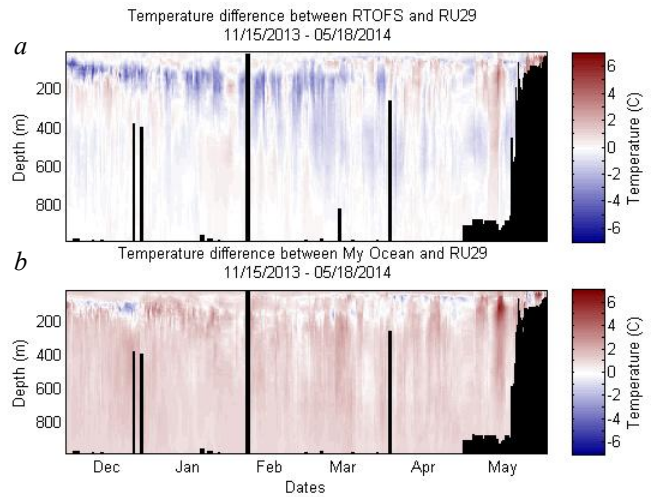 Temperature difference between RTOFS and RU29
11/15/2013 - 05/18/2014
a
200
400
600
800
Depth (m)
6
4
2
0
-2
-4
-6
Temperature (C)
Temperature difference between My Ocean and RU29
11/15/2013 - 05/18/2014
b
200
400
600
800
Depth (m)
6
4
2
0
-2
-4
-6
Temperature (C)
Dec Jan Feb Mar Apr May
Dates